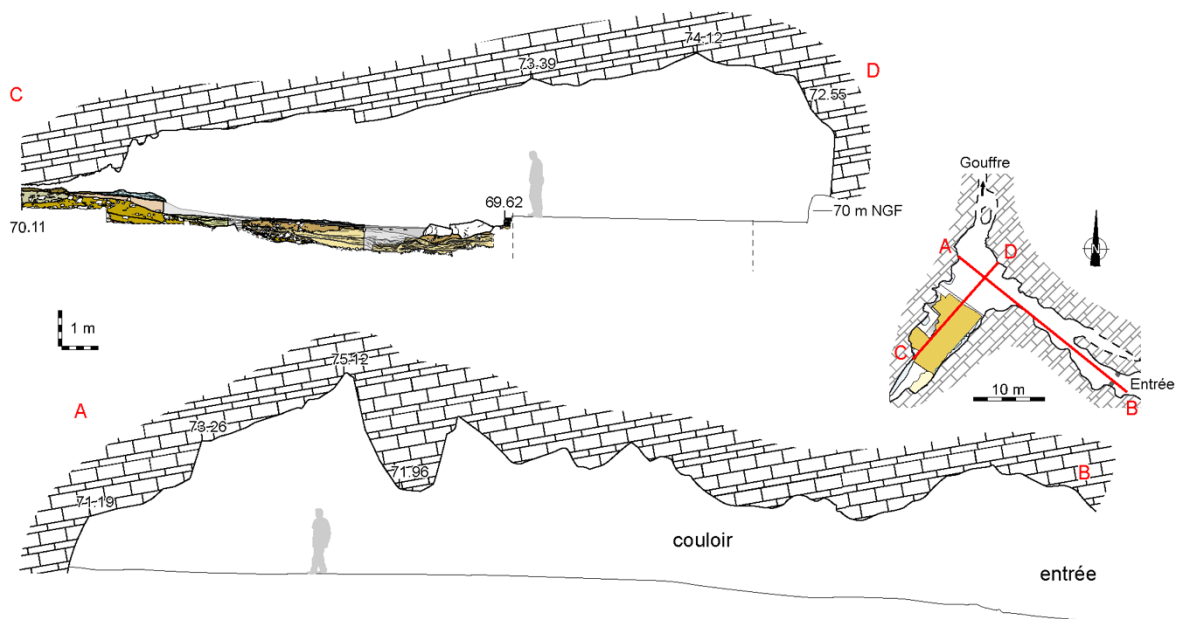 74.12
73.39
C
D
72.55
Gouffre
69.62
70 m NGF
70.11
N
A
D
1 m
C
Entrée
75.12
10 m
B
A
73.26
71.96
B
71.19
couloir
entrée